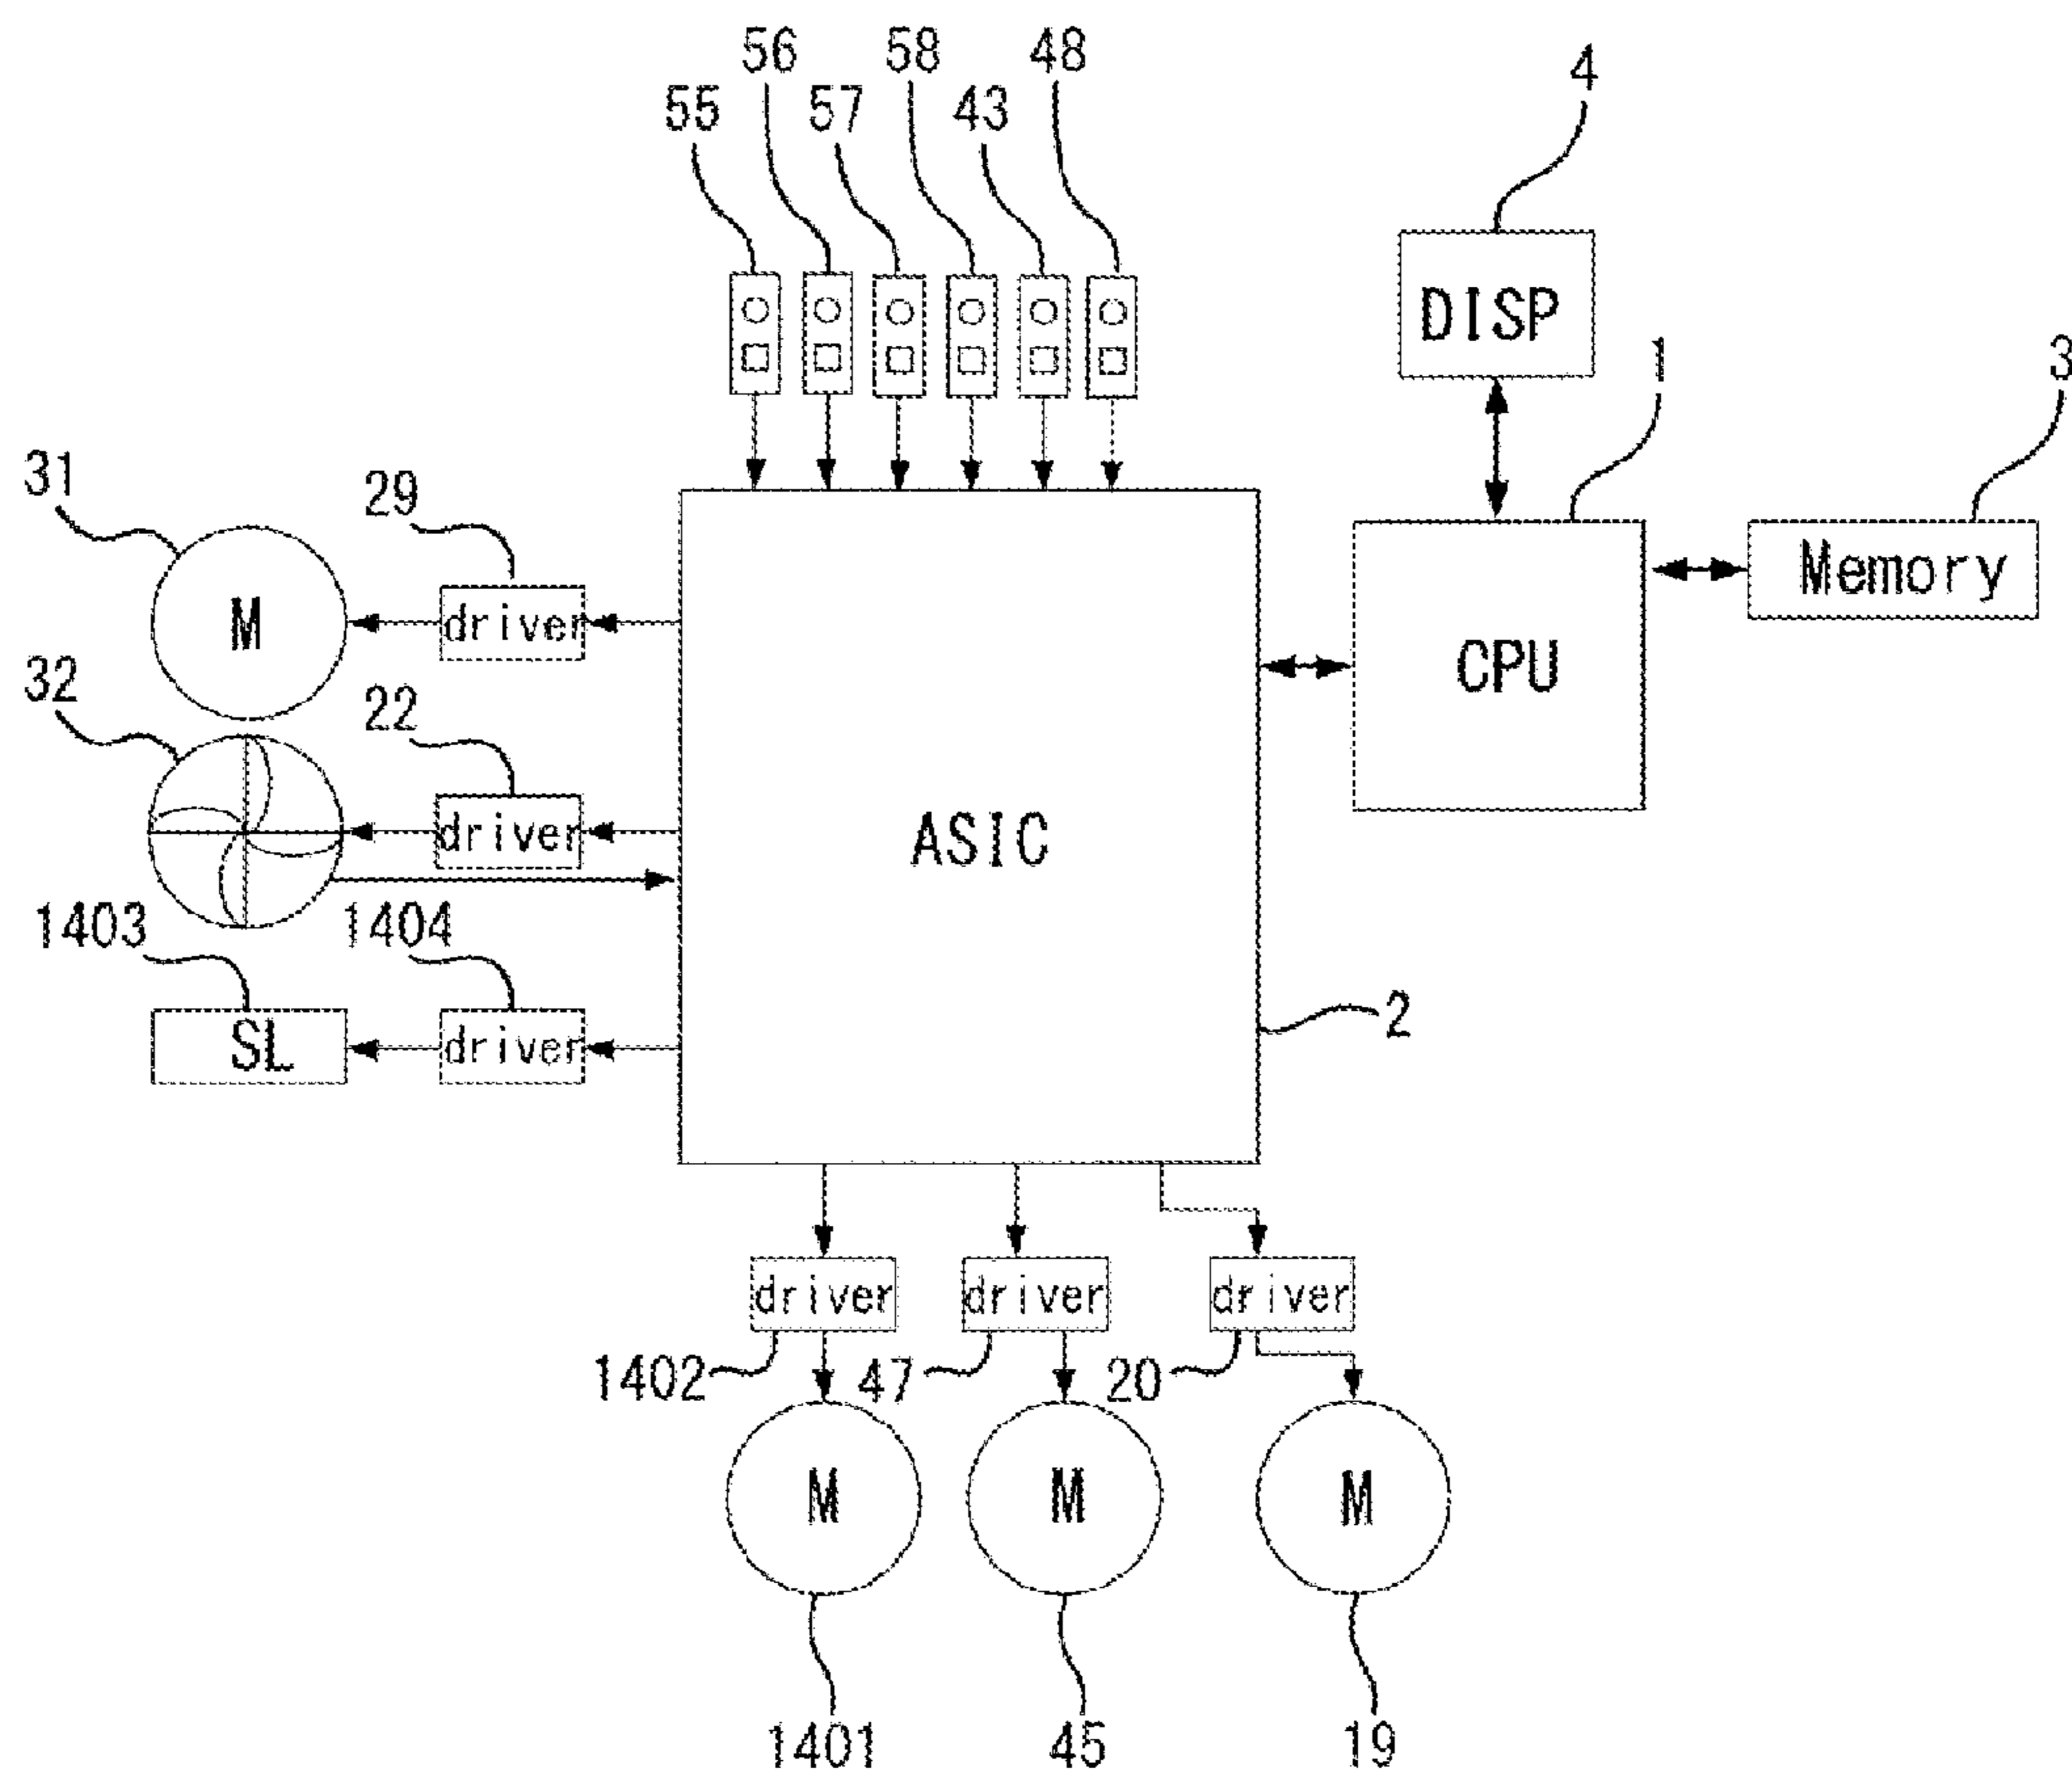 56 58 48 4
55 57 43
DISP
1 3
31 29
M driver Memory
CPU
32 22
driver ASIC
1403 1404
SL driver 2
driver driver driver
1402 47 20
M M M
1401 45 19